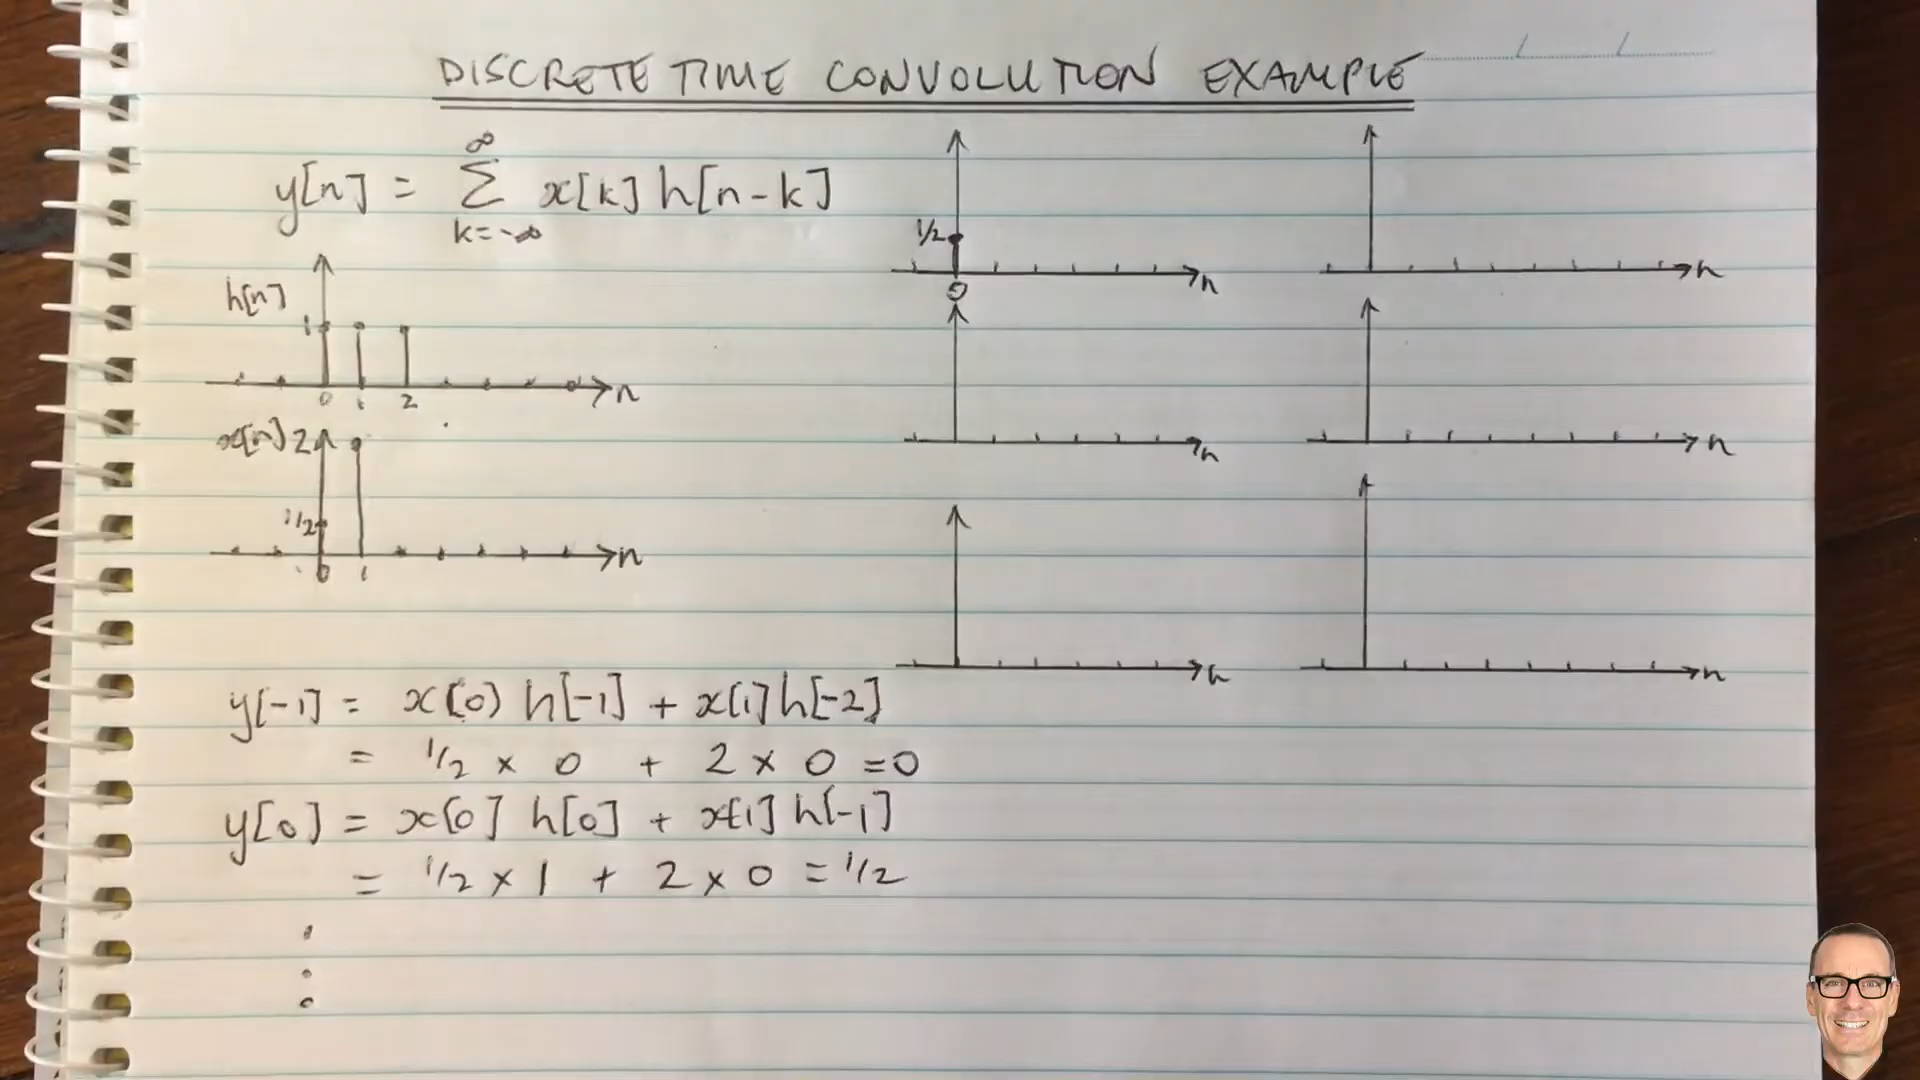 DISCRETE TIME CONVOLUTION EXAMPLE
y[n] = ∞ Σ k=-∞ x[k] h[n-k]
h[n]
1
0 1 2 n
x[n] 2
1/2
0 1 n
y[-1] = x[0] h[-1] + x[1] h[-2]
= 1/2 × 0 + 2 × 0 = 0
y[0] = x[0] h[0] + x[1] h[-1]
= 1/2 × 1 + 2 × 0 = 1/2
1/2
0 n
n
n
n
n
n